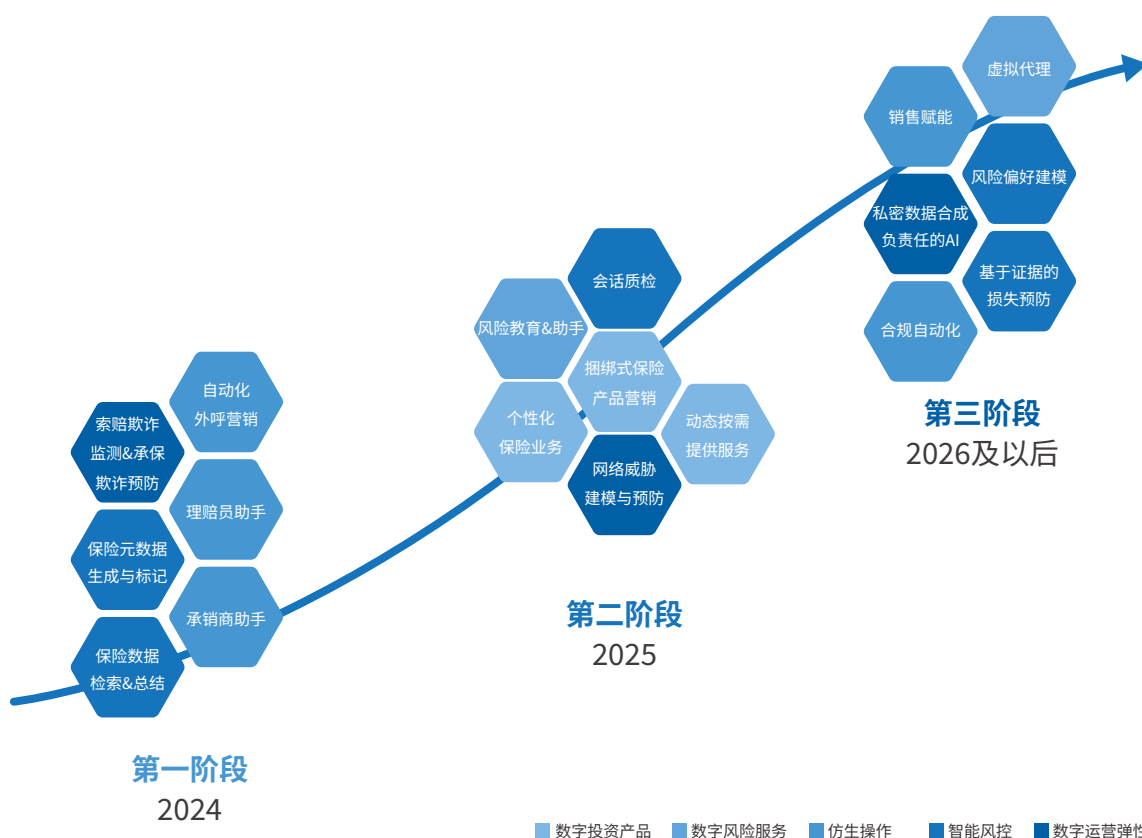 自动化
外呼营销
索赔欺诈
监测&承保
欺诈预防
理赔员助手
保险元数据
生成与标记
承销商助手
保险数据
检索&总结
第一阶段
2024
会话质检
风险教育&助手
捆绑式保险
产品营销
个性化
保险业务
动态按需
提供服务
网络威胁
建模与预防
第二阶段
2025
虚拟代理
销售赋能
风险偏好建模
私密数据合成
负责任的AI
基于证据的
损失预防
合规自动化
第三阶段
2026及以后
数字投资产品
数字风险服务
仿生操作
智能风控
数字运营弹性